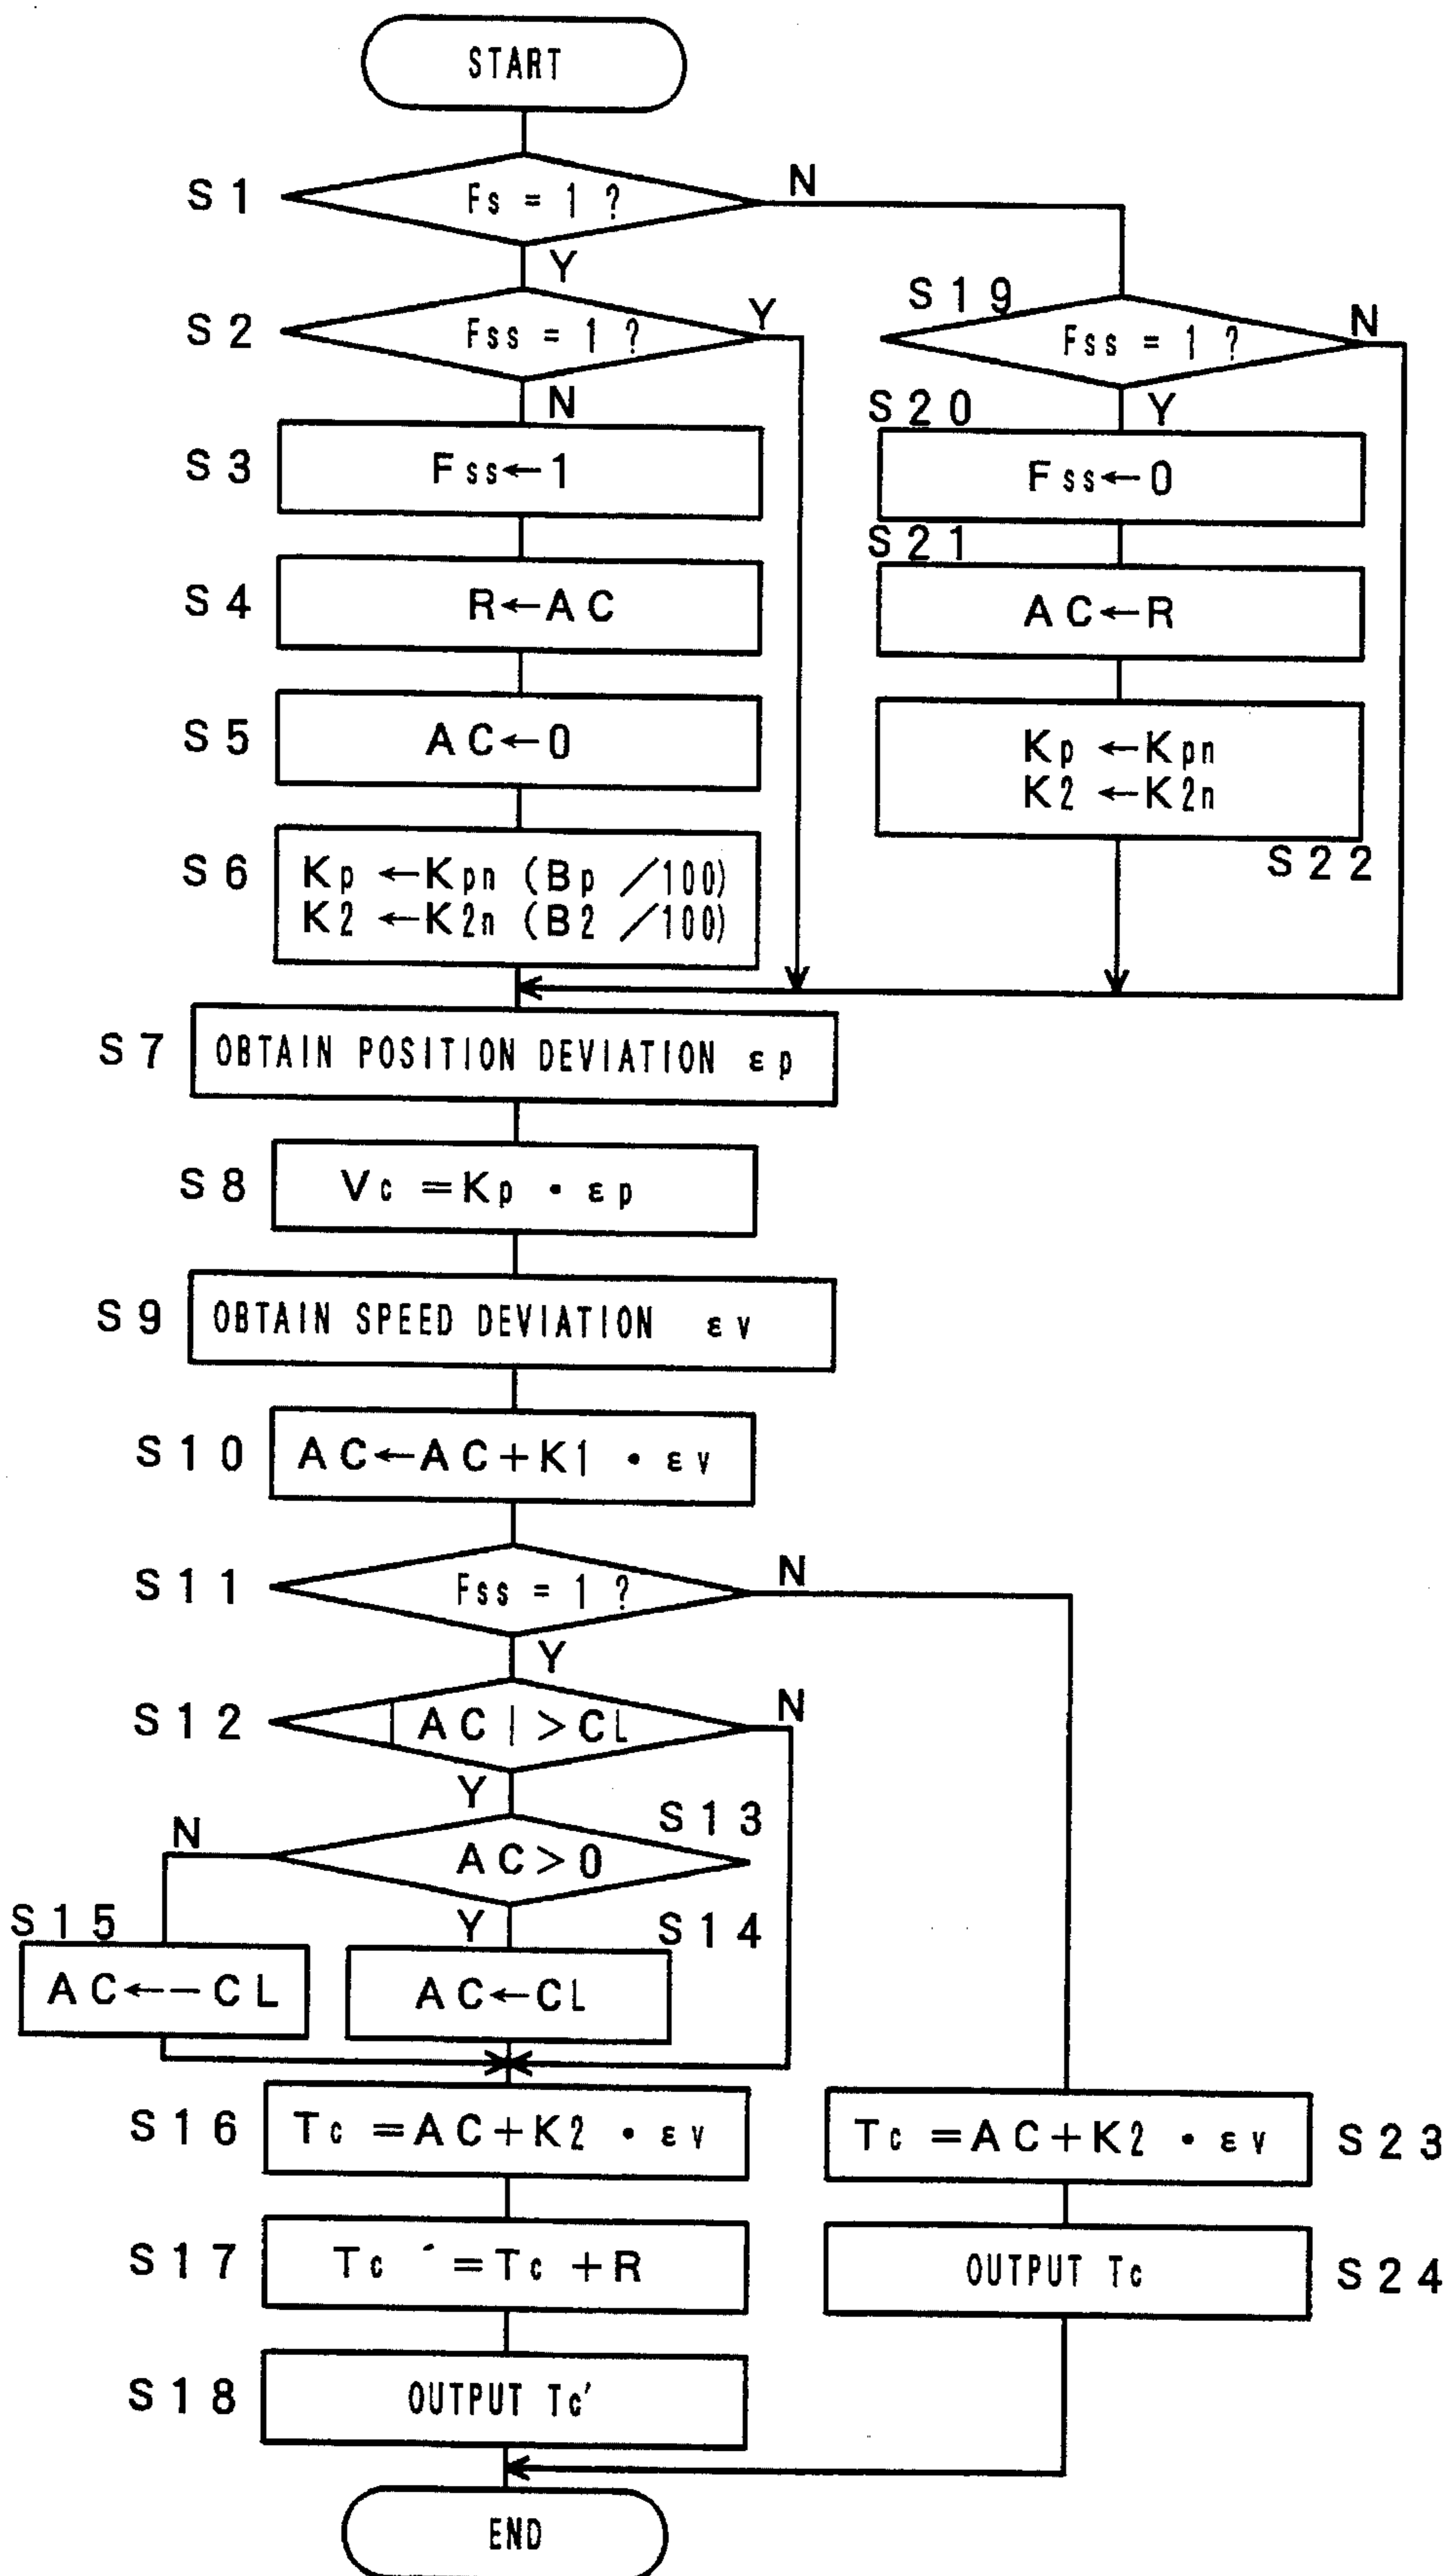 START
S1
Fs = 1 ?
N
Y
S2
Fss = 1 ?
Y
N
S19
Fss = 1 ?
N
Y
S3
Fss←1
S20
Fss←0
S4
R←AC
S21
AC←R
S5
AC←0
Kp ←Kpn
K2 ←K2n
S22
S6
Kp ←Kpn (Bp /100)
K2 ←K2n (B2 /100)
S7
OBTAIN POSITION DEVIATION εp
S8
Vc =Kp · εp
S9
OBTAIN SPEED DEVIATION εv
S10
AC←AC+K1 · εv
S11
Fss = 1 ?
N
Y
S12
|AC|>CL
N
Y
S13
AC>0
N
Y
S15
AC←−CL
S14
AC←CL
S16
Tc =AC+K2 · εv
Tc =AC+K2 · εv
S23
S17
Tc ′=Tc +R
OUTPUT Tc
S24
S18
OUTPUT Tc′
END